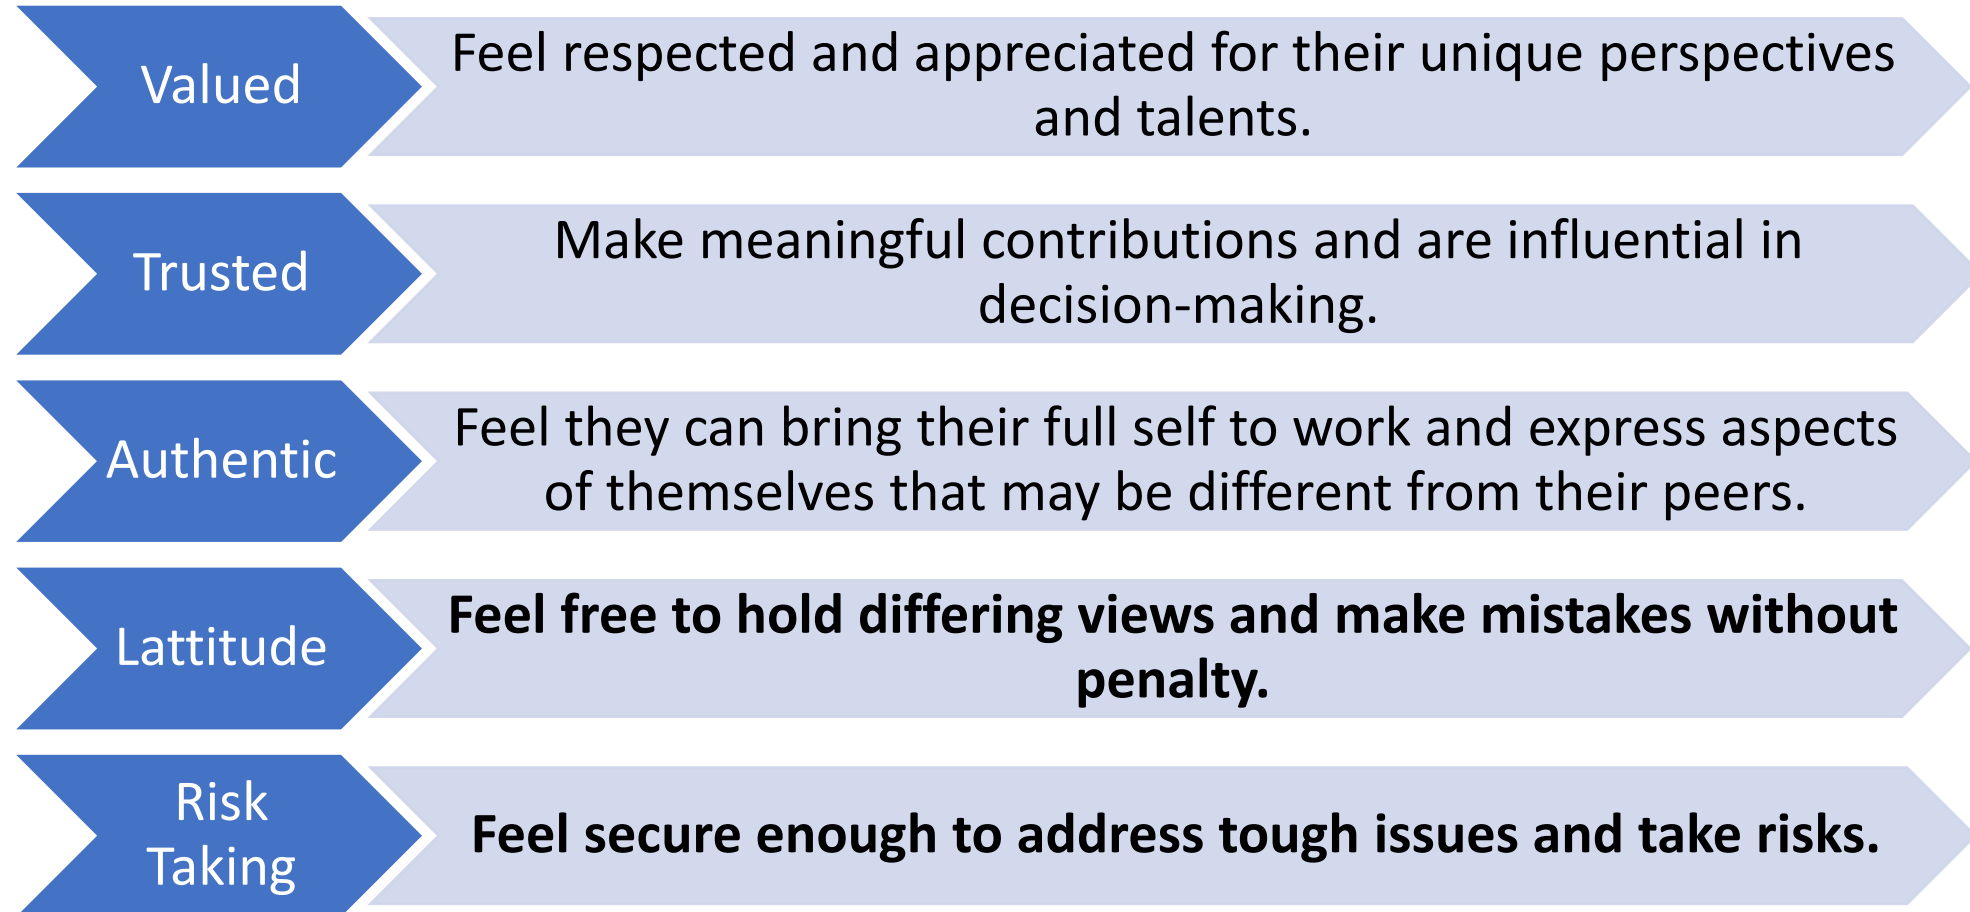 Valued
Feel respected and appreciated for their unique perspectives
and talents.
Trusted
Make meaningful contributions and are influential in
decision-making.
Authentic
Feel they can bring their full self to work and express aspects
of themselves that may be different from their peers.
Lattitude
Feel free to hold differing views and make mistakes without
penalty.
Risk
Taking
Feel secure enough to address tough issues and take risks.